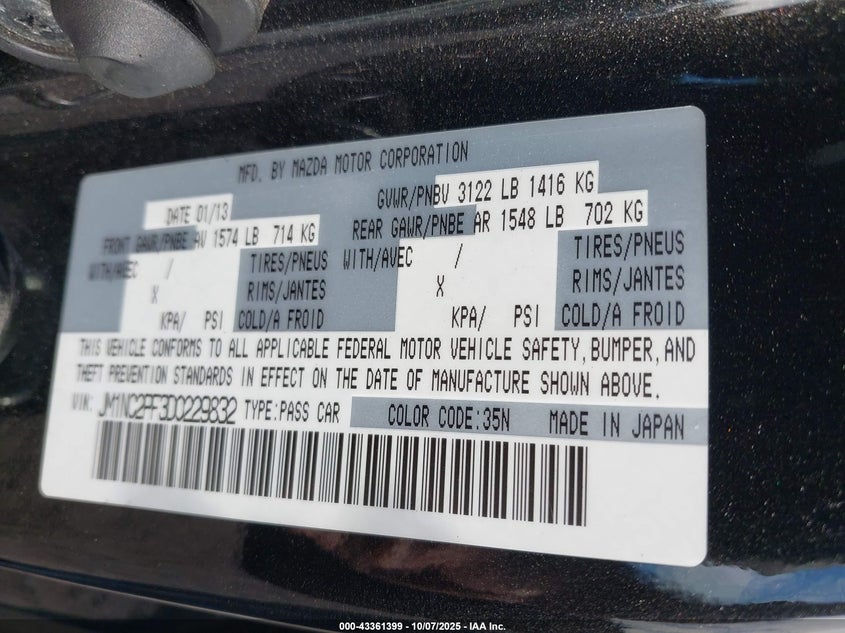 MFD. BY MAZDA MOTOR CORPORATION
DATE 01/13 GVWR/PNBV 3122 LB 1416 KG
FRONT GAWR/PNBE AV 1574 LB 714 KG REAR GAWR/PNBE AR 1548 LB 702 KG
WITH/AVEC / TIRES/PNEUS WITH/AVEC / TIRES/PNEUS
X RIMS/JANTES X RIMS/JANTES
KPA/ PSI COLD/A FROID KPA/ PSI COLD/A FROID
THIS VEHICLE CONFORMS TO ALL APPLICABLE FEDERAL MOTOR VEHICLE SAFETY, BUMPER, AND
THEFT PREVENTION STANDARDS IN EFFECT ON THE DATE OF MANUFACTURE SHOWN ABOVE.
VIN: JM1NC2PF3D0229832 TYPE:PASS CAR COLOR CODE:35N MADE IN JAPAN
000-43361399 | 10/07/2025 - IAA Inc.